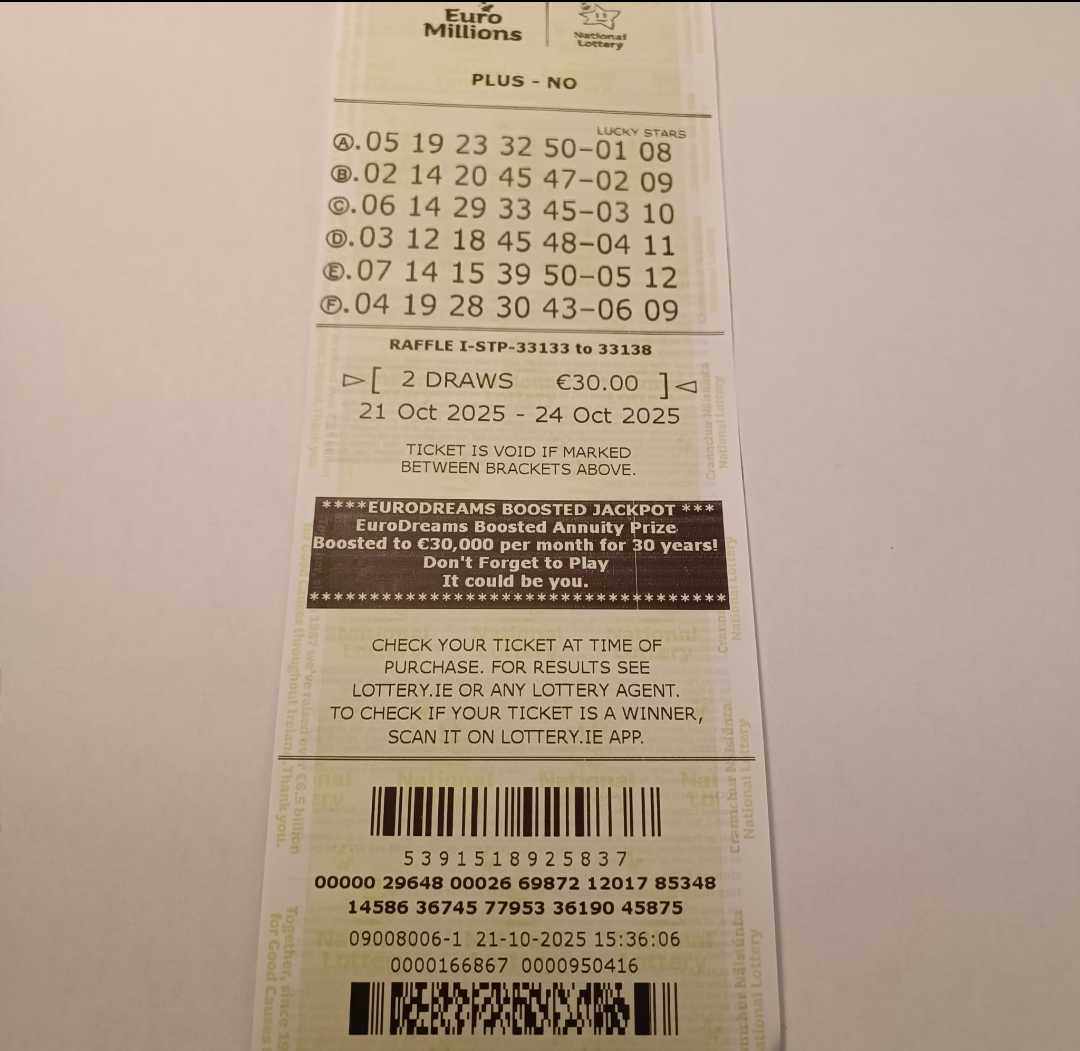 Euro
Millions
National
Lottery
PLUS - NO
LUCKY STARS
Ⓐ.05 19 23 32 50-01 08
Ⓑ.02 14 20 45 47-02 09
Ⓒ.06 14 29 33 45-03 10
Ⓓ.03 12 18 45 48-04 11
Ⓔ.07 14 15 39 50-05 12
Ⓕ.04 19 28 30 43-06 09
RAFFLE I-STP-33133 to 33138
▷[ 2 DRAWS €30.00 ]◁
21 Oct 2025 - 24 Oct 2025
TICKET IS VOID IF MARKED
BETWEEN BRACKETS ABOVE.
****EURODREAMS BOOSTED JACKPOT ***
EuroDreams Boosted Annuity Prize
Boosted to €30,000 per month for 30 years!
Don't Forget to Play
It could be you.
**********************************
CHECK YOUR TICKET AT TIME OF
PURCHASE. FOR RESULTS SEE
LOTTERY.IE OR ANY LOTTERY AGENT.
TO CHECK IF YOUR TICKET IS A WINNER,
SCAN IT ON LOTTERY.IE APP.
5391518925837
00000 29648 00026 69872 12017 85348
14586 36745 77953 36190 45875
09008006-1 21-10-2025 15:36:06
0000166867 0000950416
Crannchur Náisiúnta
National Lottery